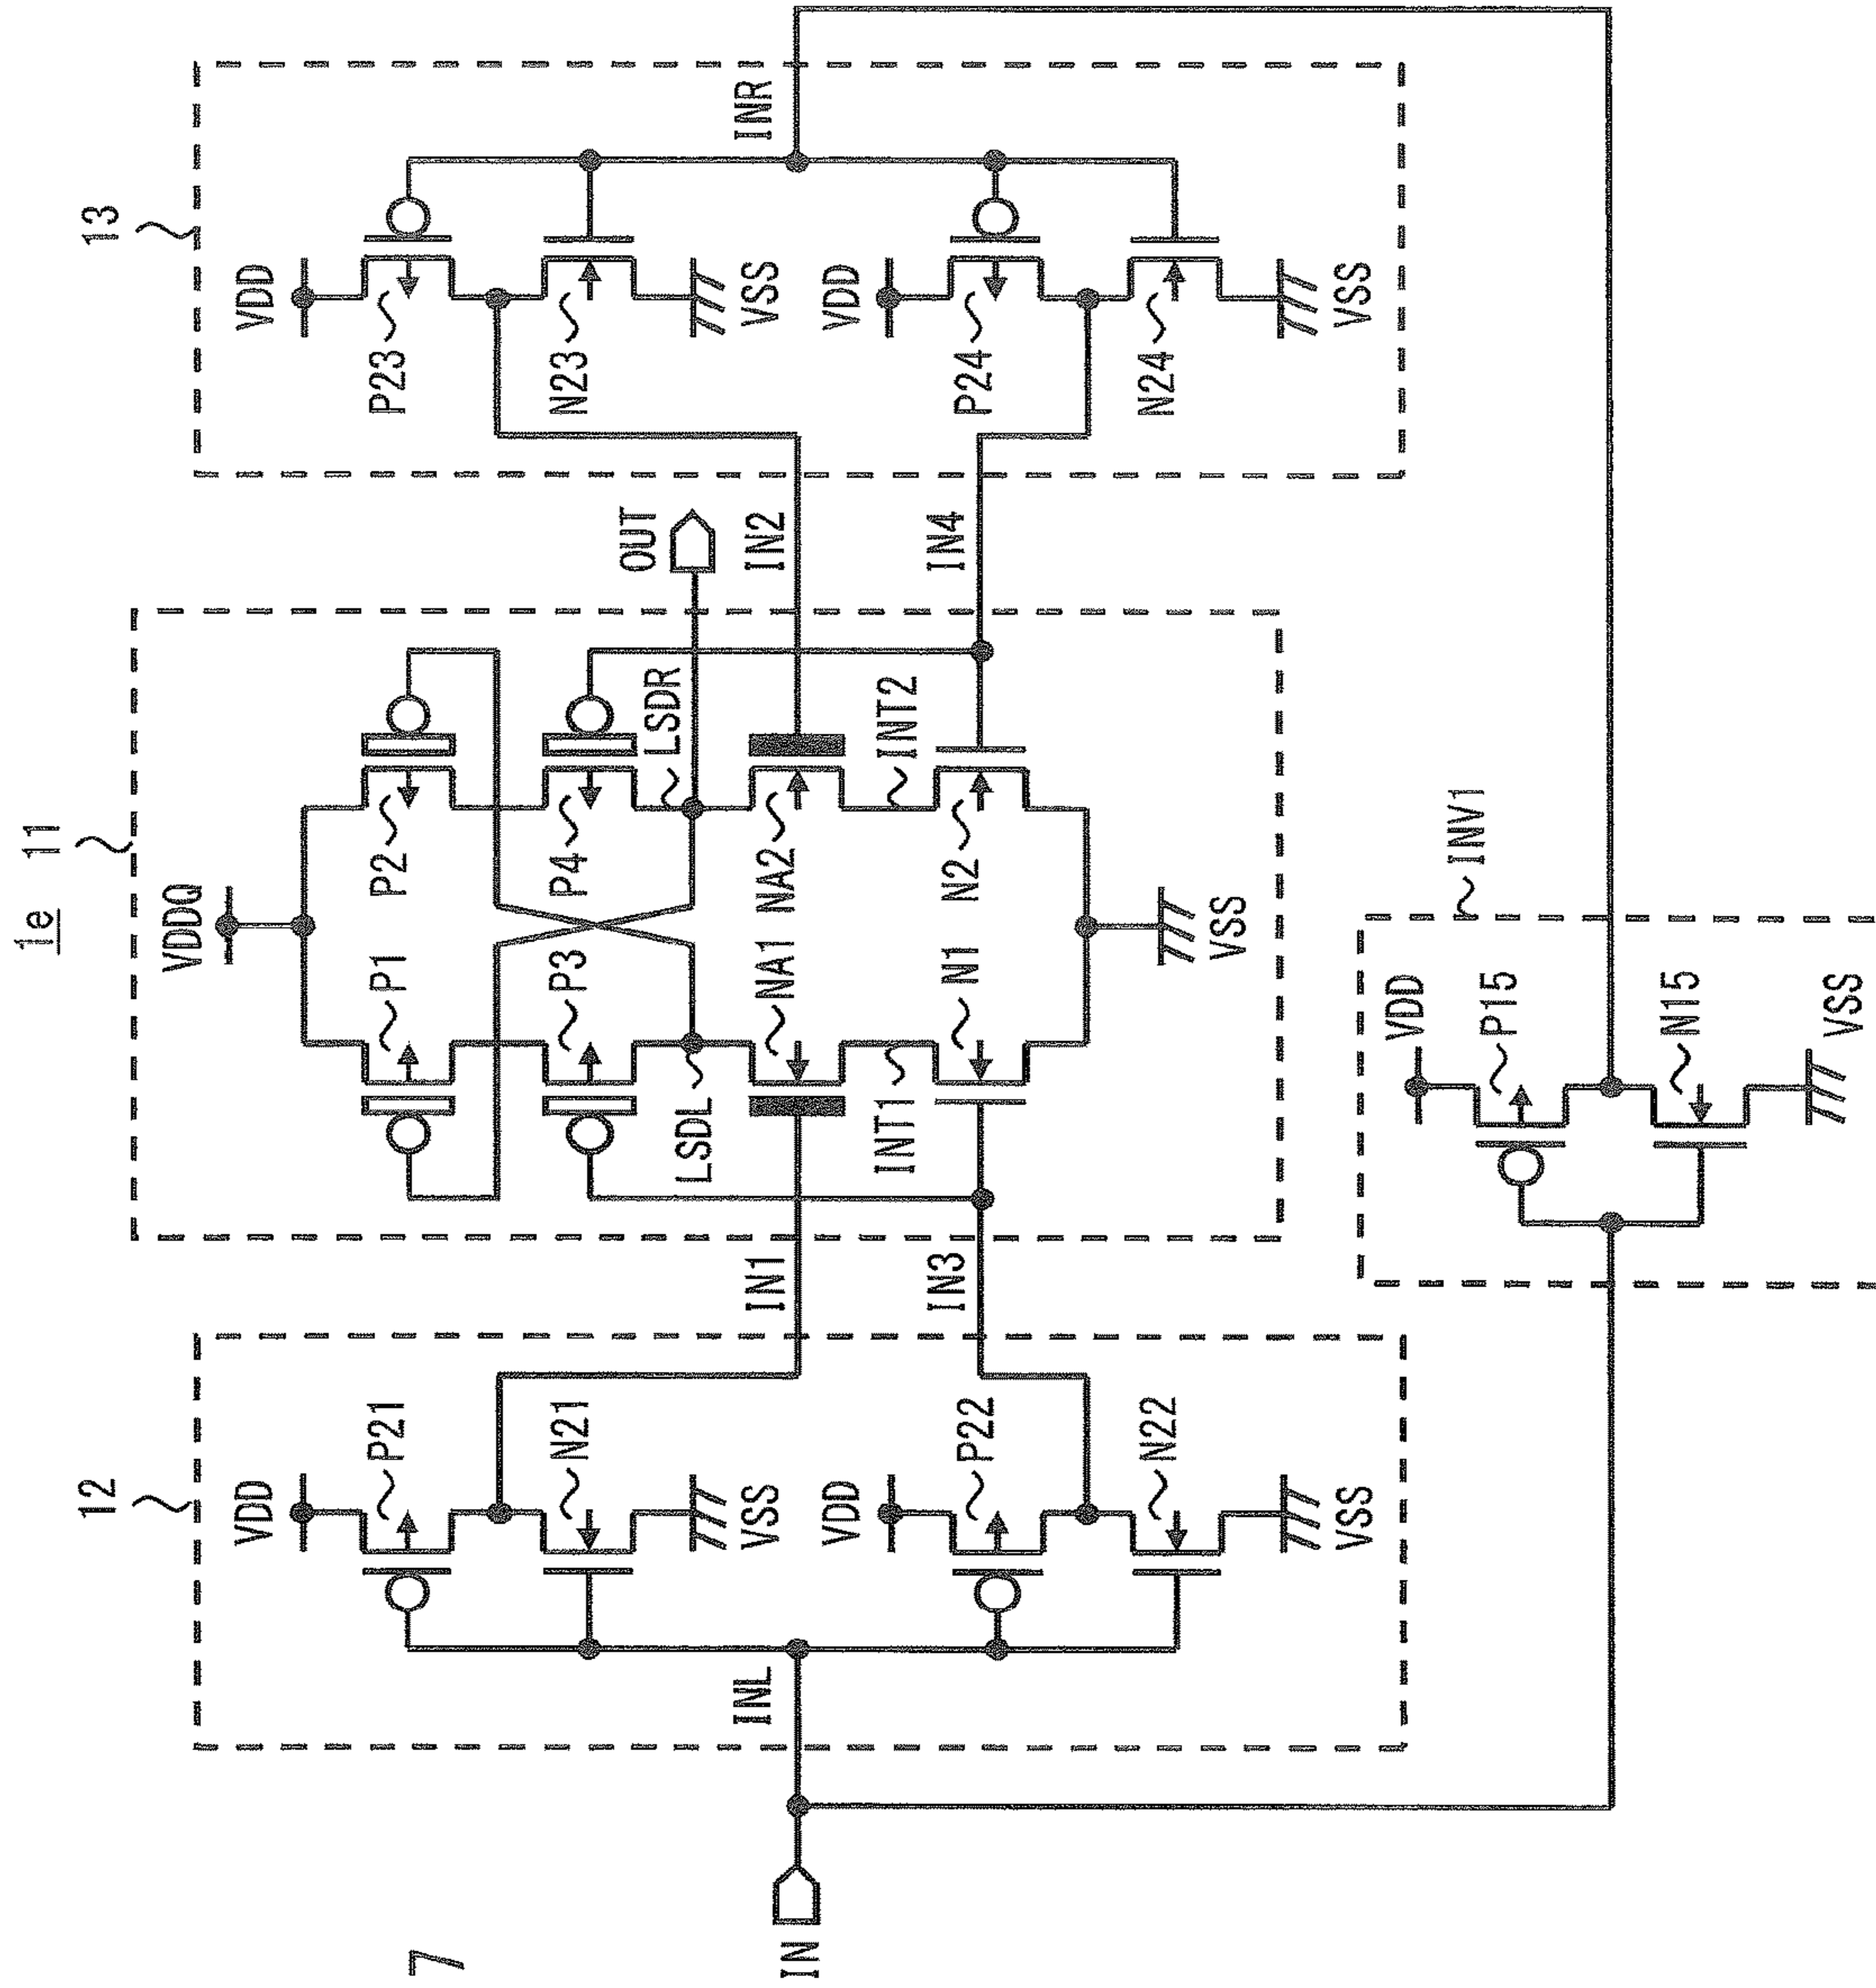 7
1e
11
12
13
VDDQ
P1
P2
P3
P4
LSDL
LSDR
OUT
NA1
NA2
INT1
INT2
N1
N2
VSS
IN1
IN2
IN3
IN4
VDD
P21
N21
VSS
VDD
P22
N22
VSS
INL
IN
VDD
P23
N23
VSS
VDD
P24
N24
VSS
INR
INV1
VDD
P15
N15
VSS